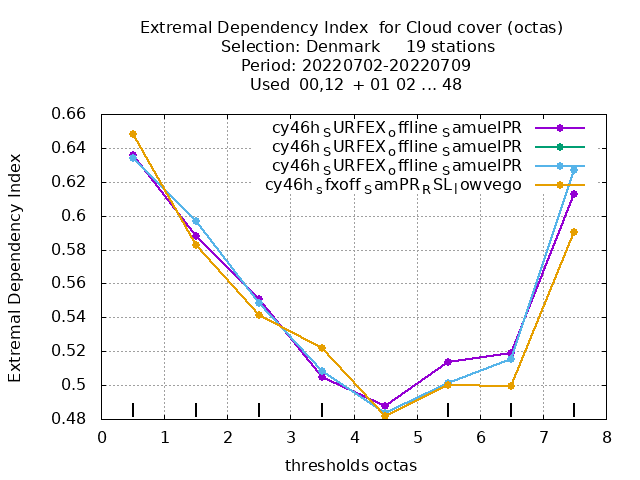 Extremal Dependency Index  for Cloud cover (octas)
Selection: Denmark     19 stations
Period: 20220702-20220709
Used  00,12  + 01 02 ... 48
cy46h_SURFEX_offline_SamuelPR
cy46h_SURFEX_offline_SamuelPR
cy46h_SURFEX_offline_SamuelPR
cy46h_sfxoff_SamPR_RSL_lowvego
Extremal Dependency Index
0.66
0.64
0.62
0.6
0.58
0.56
0.54
0.52
0.5
0.48
0 1 2 3 4 5 6 7 8
thresholds octas